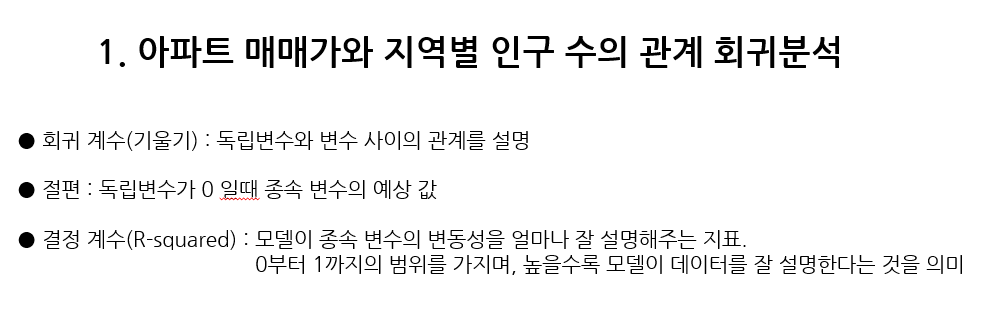 1. 아파트 매매가와 지역별 인구 수의 관계 회귀분석
● 회귀 계수(기울기) : 독립변수와 변수 사이의 관계를 설명
● 절편 : 독립변수가 0 일때 종속 변수의 예상 값
● 결정 계수(R-squared) : 모델이 종속 변수의 변동성을 얼마나 잘 설명해주는 지표.
0부터 1까지의 범위를 가지며, 높을수록 모델이 데이터를 잘 설명한다는 것을 의미